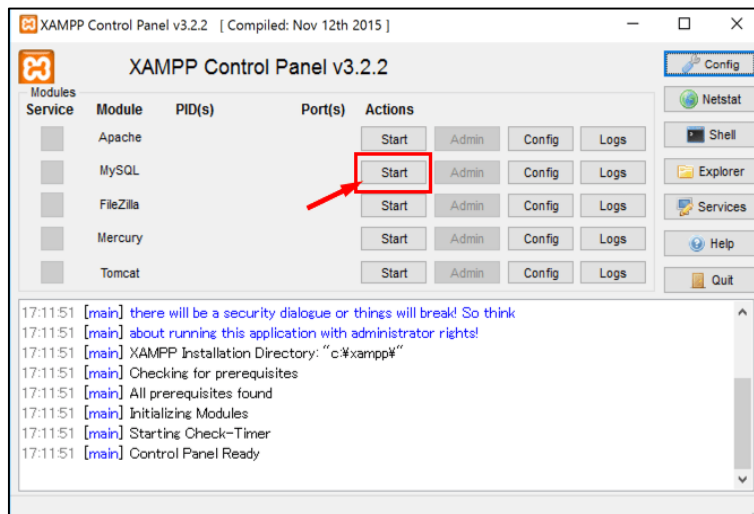 XAMPP Control Panel v3.2.2 [ Compiled: Nov 12th 2015 ]
XAMPP Control Panel v3.2.2
Config
Modules
Service Module PID(s) Port(s) Actions
Netstat
Apache Start Admin Config Logs
Shell
MySQL Start Admin Config Logs
Explorer
FileZilla Start Admin Config Logs
Services
Mercury Start Admin Config Logs
Help
Tomcat Start Admin Config Logs
Quit
17:11:51 [main] there will be a security dialogue or things will break! So think
17:11:51 [main] about running this application with administrator rights!
17:11:51 [main] XAMPP Installation Directory: "c:¥xampp¥"
17:11:51 [main] Checking for prerequisites
17:11:51 [main] All prerequisites found
17:11:51 [main] Initializing Modules
17:11:51 [main] Starting Check-Timer
17:11:51 [main] Control Panel Ready